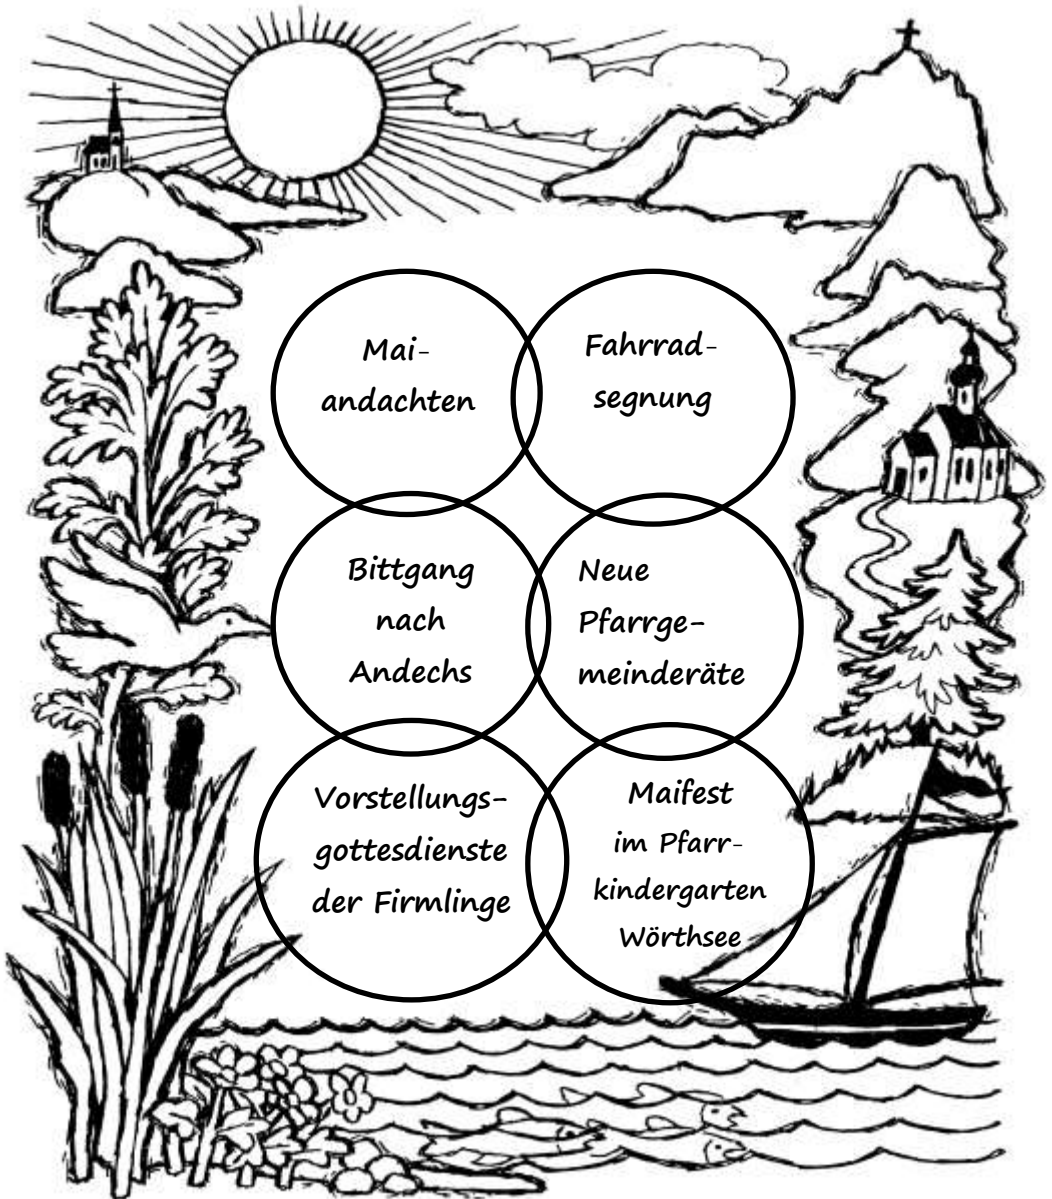 Mai-
andachten
Fahrrad-
segnung
Bittgang
nach
Andechs
Neue
Pfarrge-
meinderäte
Vorstellungs-
gottesdienste
der Firmlinge
Maifest
im Pfarr-
kindergarten
Wörthsee